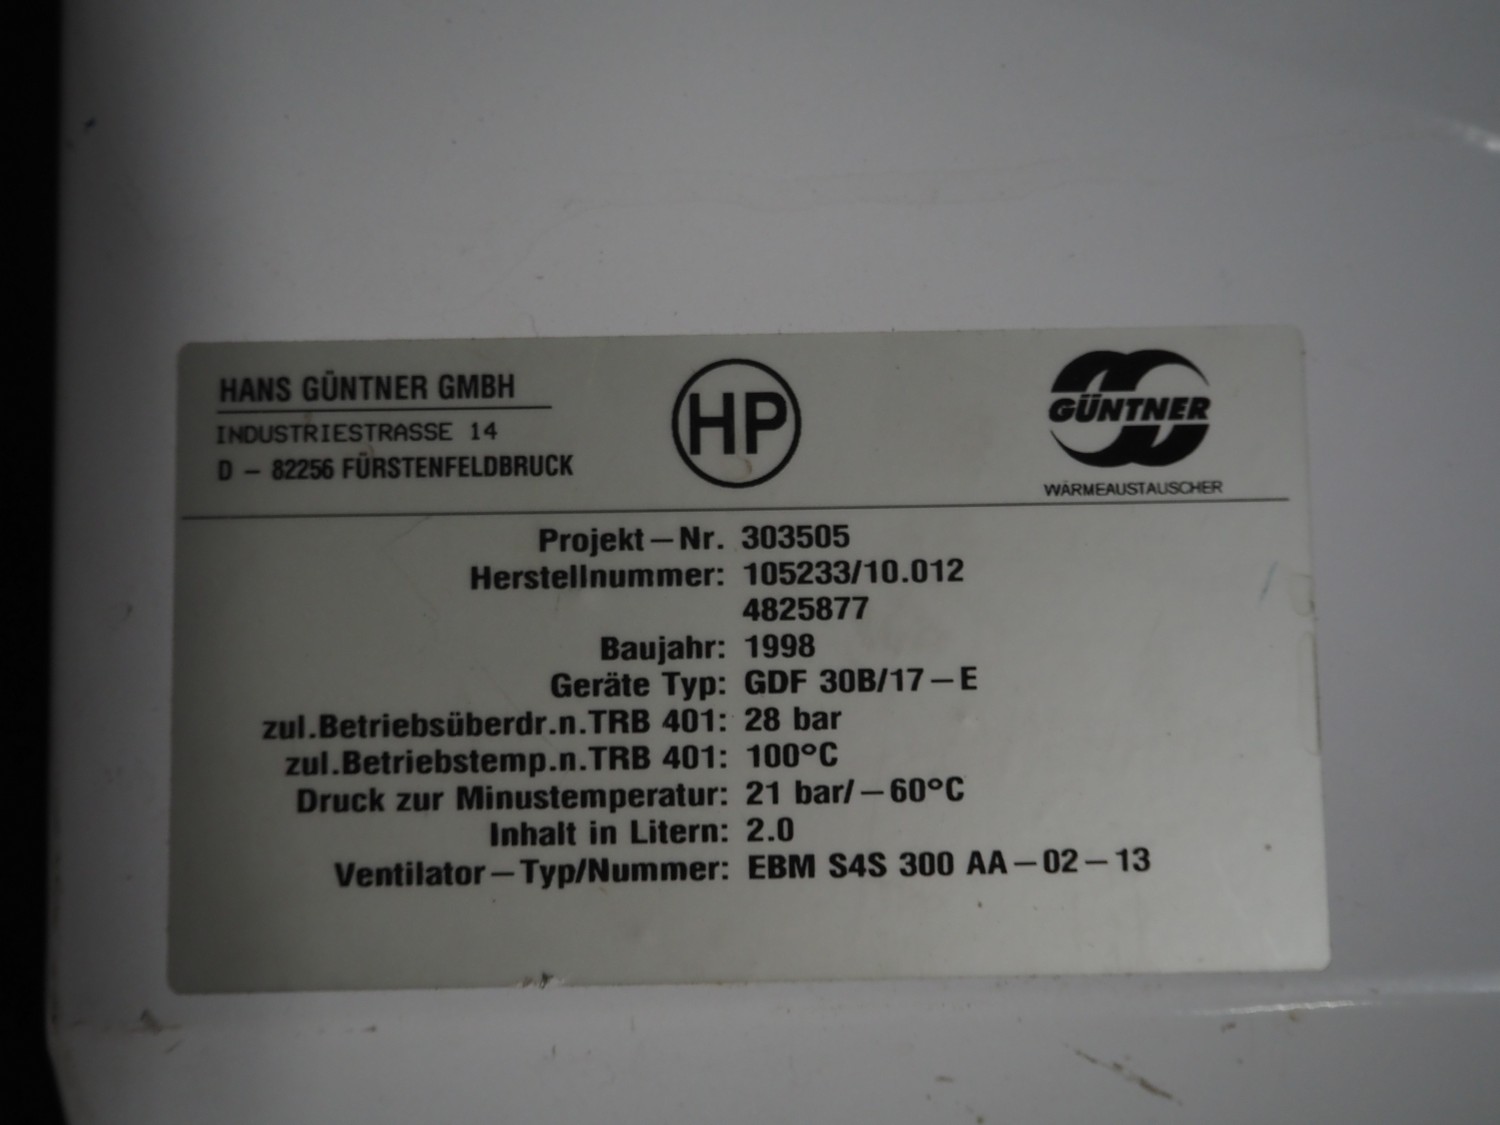 HANS GÜNTNER GMBH
INDUSTRIESTRASSE 14
D – 82256 FÜRSTENFELDBRUCK
HP
GÜNTNER
WÄRMEAUSTAUSCHER
Projekt–Nr. 303505
Herstellnummer: 105233/10.012
4825877
Baujahr: 1998
Geräte Typ: GDF 30B/17–E
zul.Betriebsüberdr.n.TRB 401: 28 bar
zul.Betriebstemp.n.TRB 401: 100°C
Druck zur Minustemperatur: 21 bar/–60°C
Inhalt in Litern: 2.0
Ventilator–Typ/Nummer: EBM S4S 300 AA–02–13